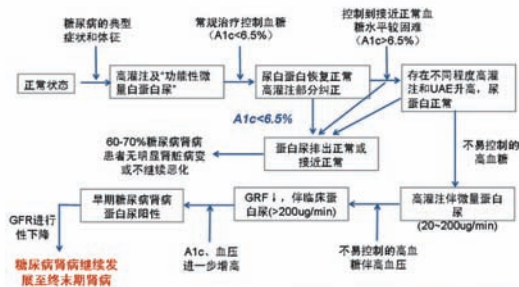 糖尿病的典型
症状和体征
常规治疗控制血糖
(A1c<6.5%)
控制到接近正常血
糖水平较困难
(A1c>6.5%)
正常状态
高灌注及“功能性微
量白蛋白尿”
尿白蛋白恢复正常
高灌注部分纠正
存在不同程度高灌
注和UAE升高，尿
蛋白正常
A1c<6.5%
60-70%糖尿病肾病
患者无明显肾脏病变
或不继续恶化
蛋白尿排出正常或
接近正常
不易控制的
高血糖
早期糖尿病肾病
蛋白尿阳性
GRF↓，伴临床蛋
白尿(>200ug/min)
高灌注伴微量蛋白
尿
(20~200ug/min)
GFR进行
性下降
A1c、血压
进一步增高
不易控制的高血
糖伴高血压
糖尿病肾病继续发
展至终末期肾病